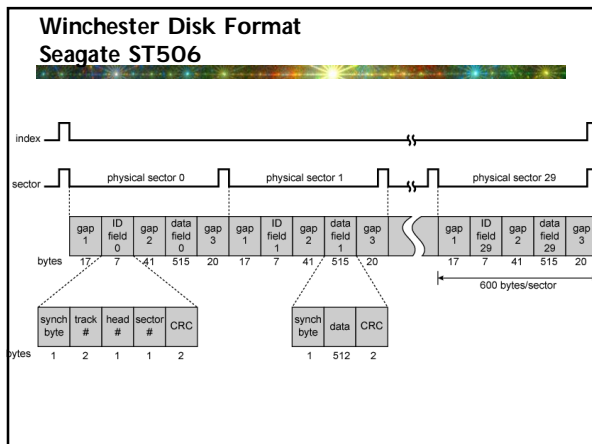 Winchester Disk Format
Seagate ST506
index
sector
physical sector 0
physical sector 1
physical sector 29
gap 1
ID field 0
gap 2
data field 0
gap 3
gap 1
ID field 1
gap 2
data field 1
gap 3
gap 1
ID field 29
gap 2
data field 29
gap 3
bytes
17 7 41 515 20 17 7 41 515 20 17 7 41 515 20
600 bytes/sector
synch byte
track #
head #
sector #
CRC
synch byte
data
CRC
bytes
1 2 1 1 2
1 512 2